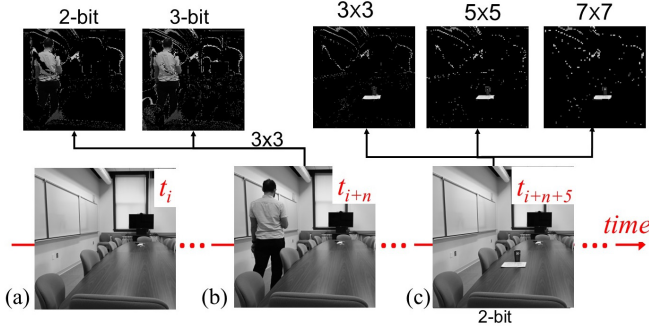 2-bit 3-bit 3x3 5x5 7x7
3x3
t_i t_{i+n} t_{i+n+5}
time
(a) (b) (c)
2-bit